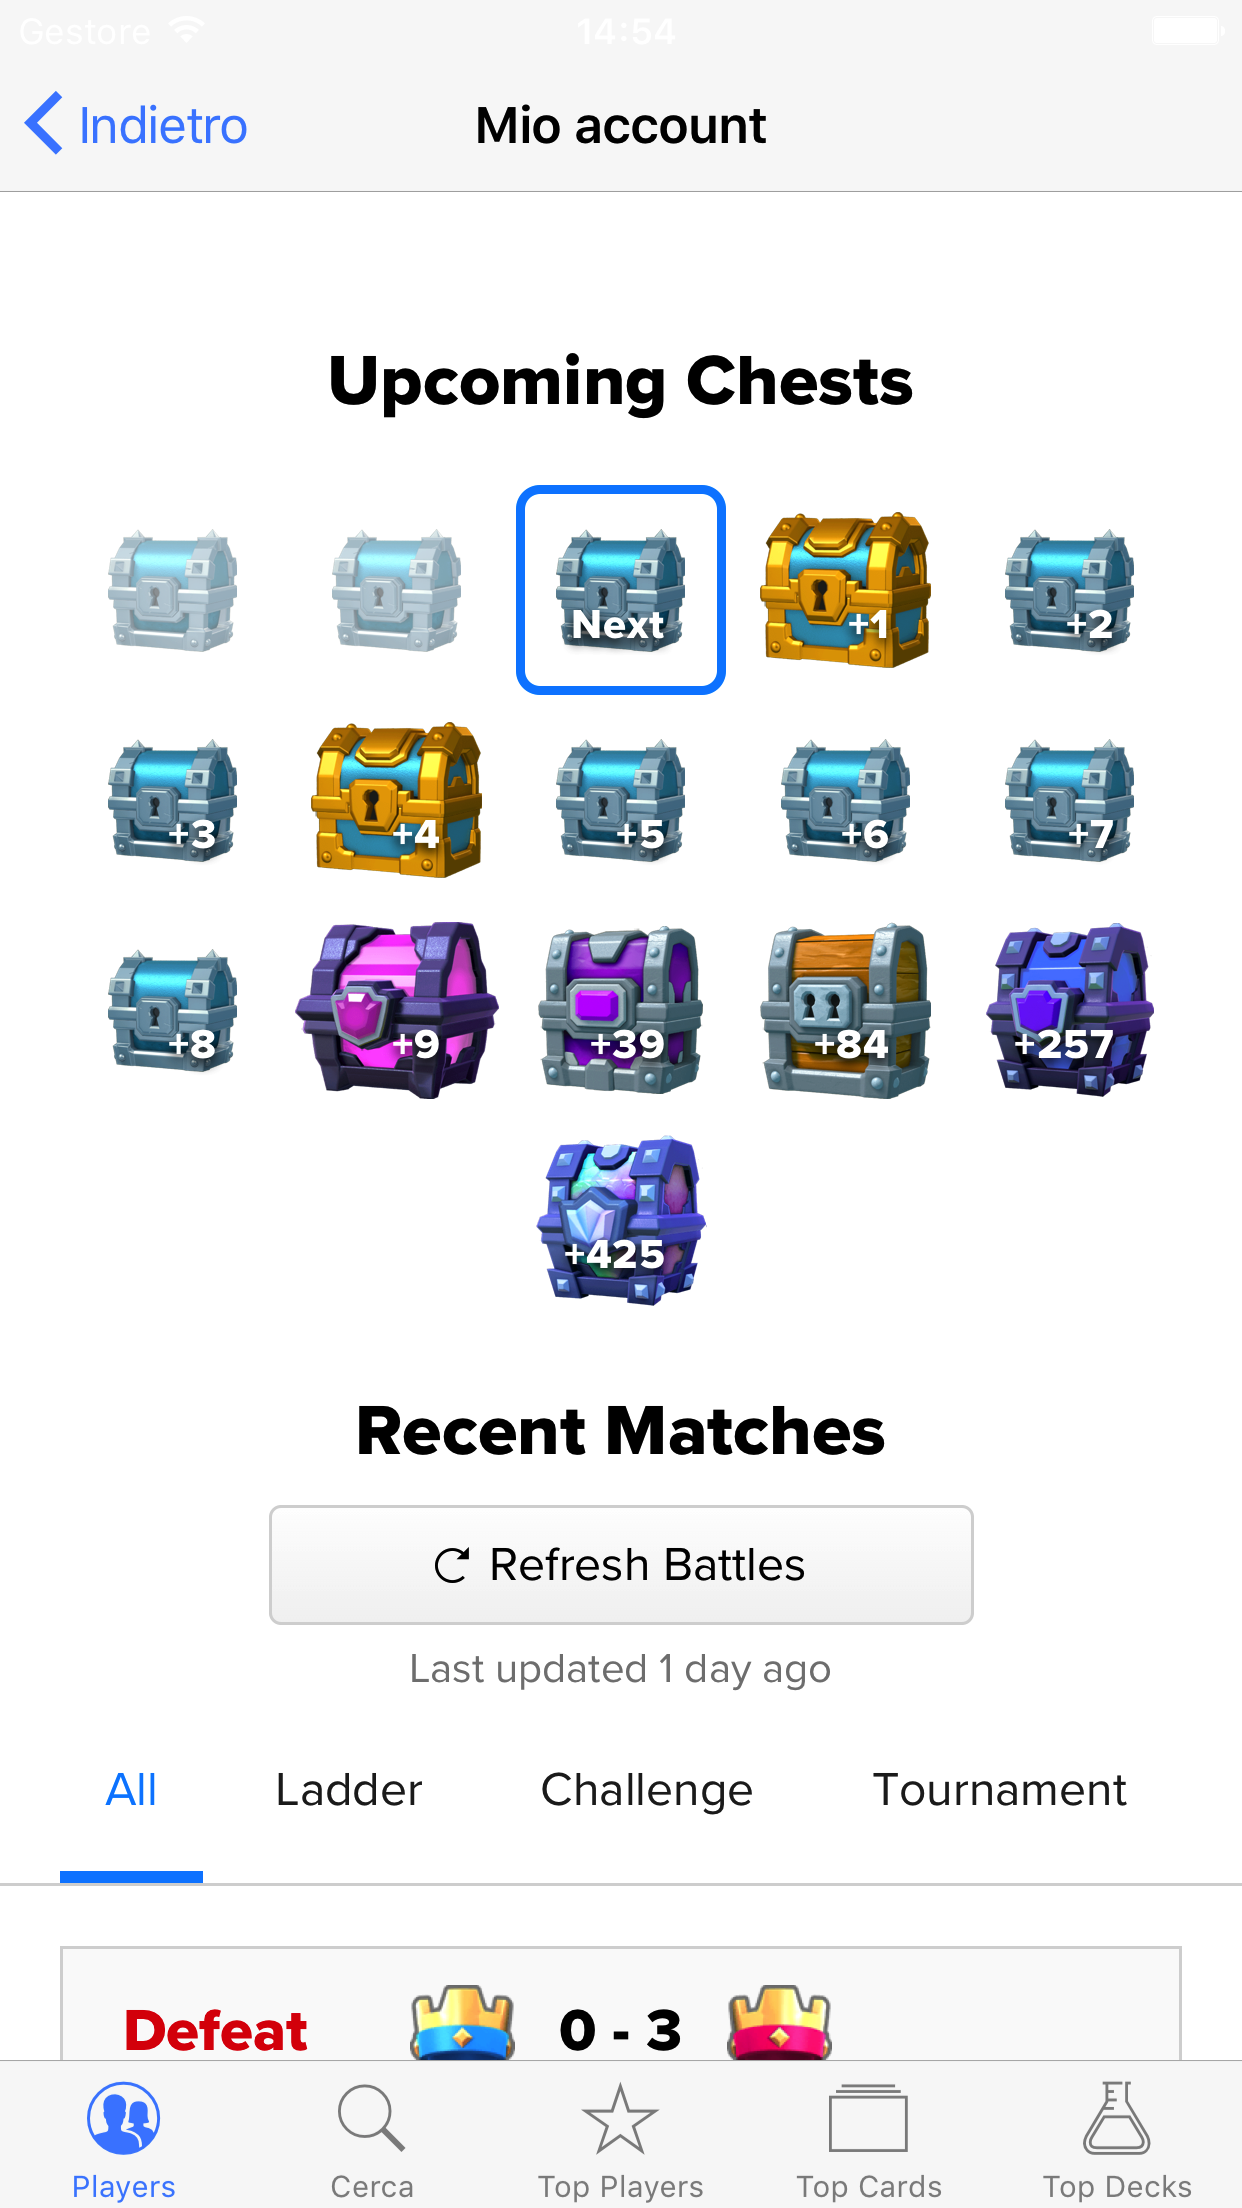 Gestore 14:54
Indietro Mio account
Upcoming Chests
Next +1 +2
+3 +4 +5 +6 +7
+8 +9 +39 +84 +257
+425
Recent Matches
Refresh Battles
Last updated 1 day ago
All Ladder Challenge Tournament
Defeat 0 - 3
Players Cerca Top Players Top Cards Top Decks